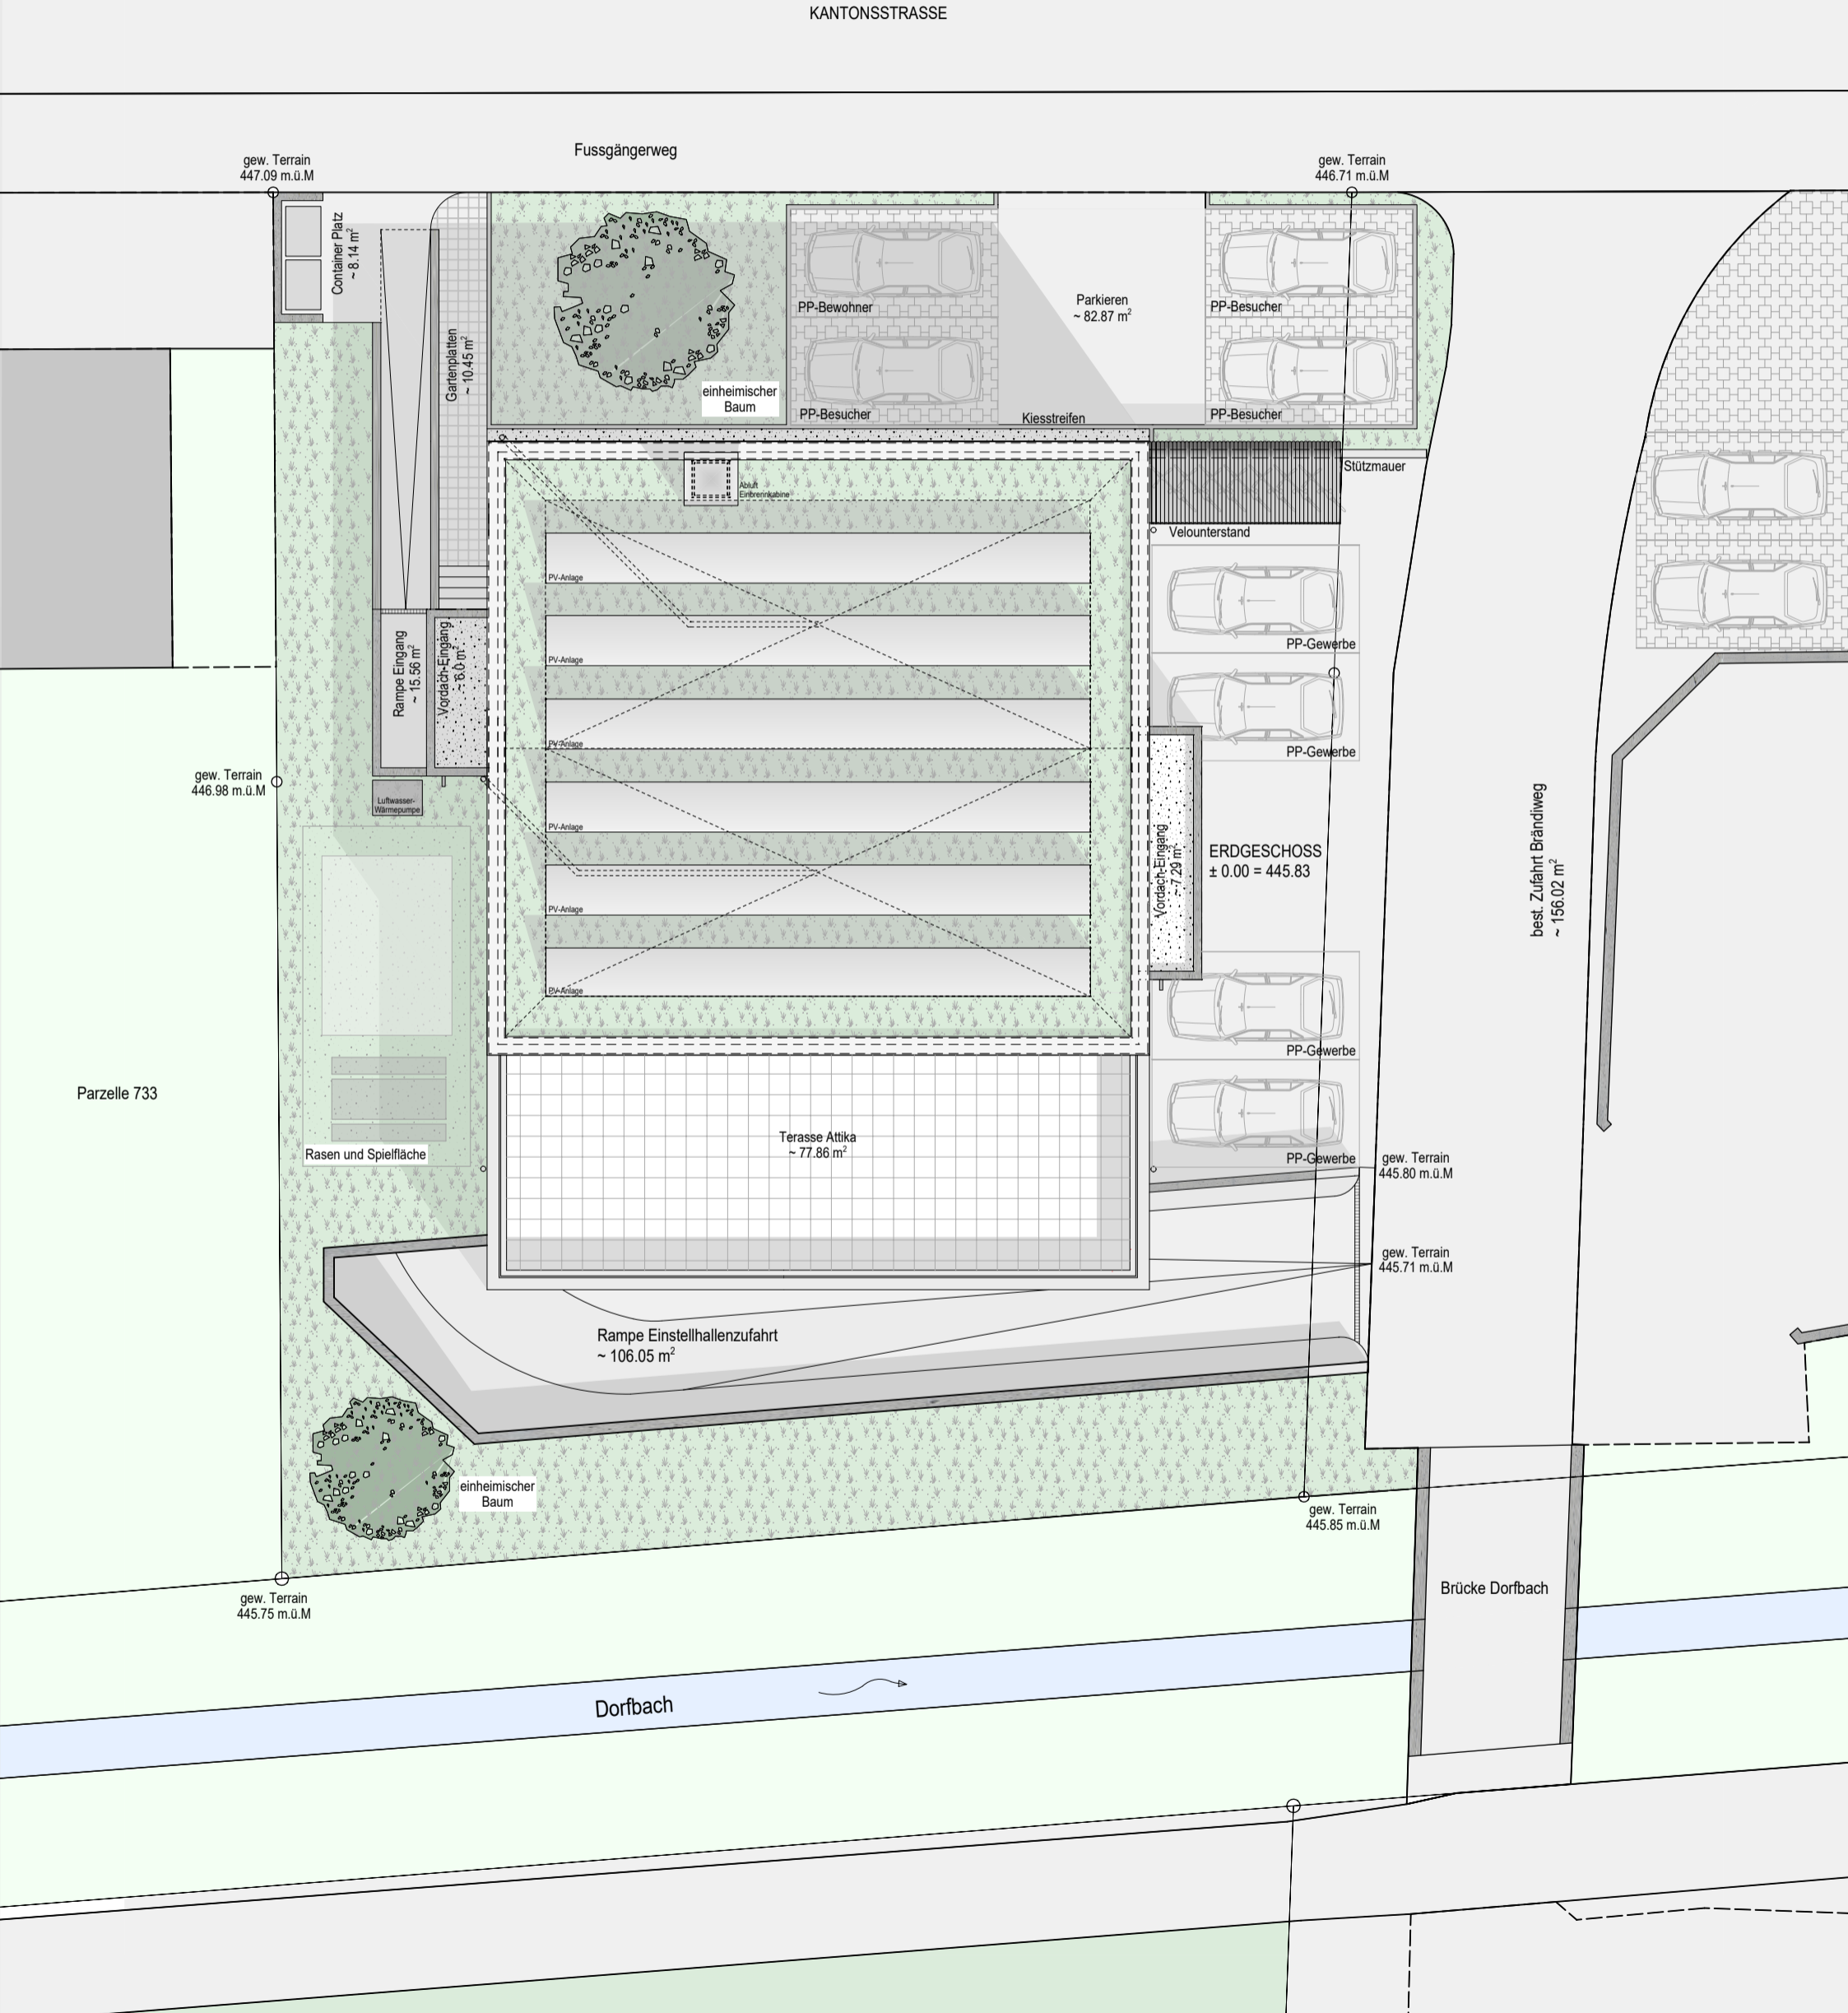 KANTONSSTRASSE
Fussgängerweg
gew. Terrain
447.09 m.ü.M
gew. Terrain
446.71 m.ü.M
Container Platz
~ 8.14 m²
Gartenplatten
~ 10.45 m²
PP-Bewohner
Parkieren
~ 82.87 m²
PP-Besucher
einheimischer
Baum
PP-Besucher
Kiesstreifen
PP-Besucher
Stützmauer
Abluft
Einbrennkabine
Velounterstand
PV-Anlage
PP-Gewerbe
PV-Anlage
Rampe Eingang
~ 15.56 m²
Vordach-Eingang
~ 6.0 m²
PV-Anlage
PP-Gewerbe
gew. Terrain
446.98 m.ü.M
Luftwasser-
Wärmepumpe
PV-Anlage
Vordach-Eingang
~ 7.29 m²
ERDGESCHOSS
± 0.00 = 445.83
best. Zufahrt Brändiweg
~ 156.02 m²
PV-Anlage
PV-Anlage
PP-Gewerbe
Parzelle 733
Terasse Attika
~ 77.86 m²
Rasen und Spielfläche
PP-Gewerbe
gew. Terrain
445.80 m.ü.M
gew. Terrain
445.71 m.ü.M
Rampe Einstellhallenzufahrt
~ 106.05 m²
einheimischer
Baum
gew. Terrain
445.85 m.ü.M
gew. Terrain
445.75 m.ü.M
Brücke Dorfbach
Dorfbach